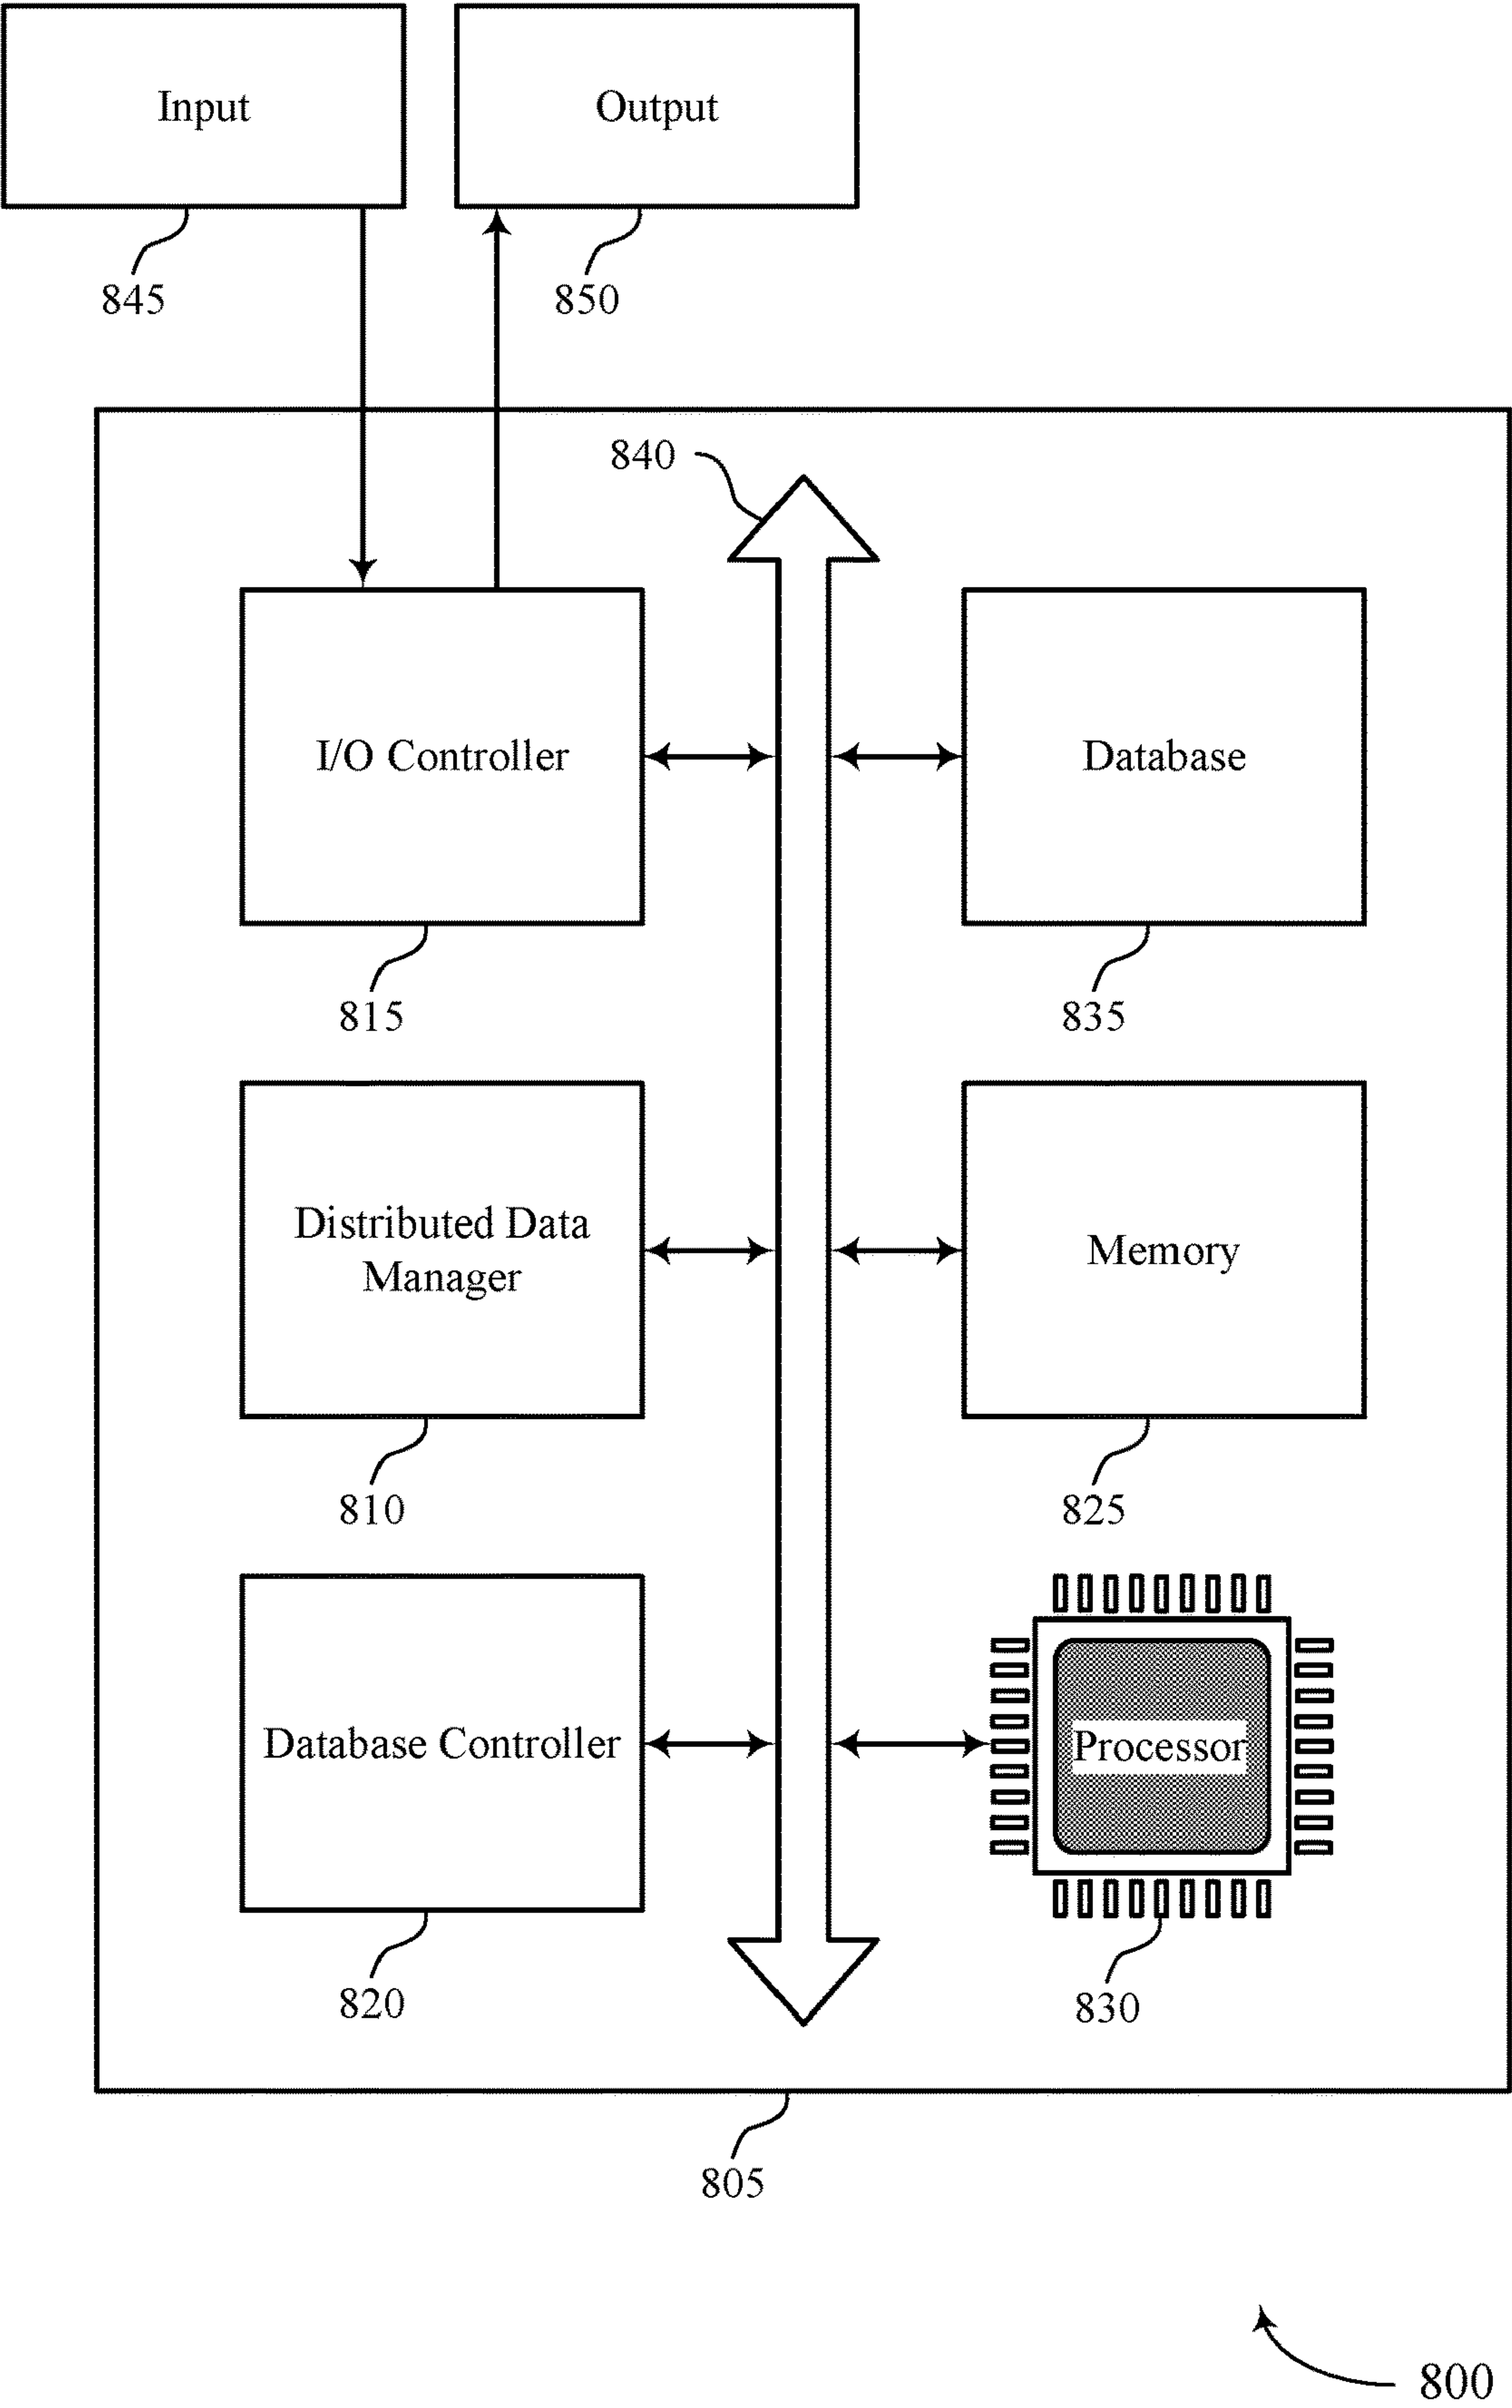 Input
Output
845
850
840
I/O Controller
Database
815
835
Distributed Data
Manager
Memory
810
825
Database Controller
Processor
820
830
805
800